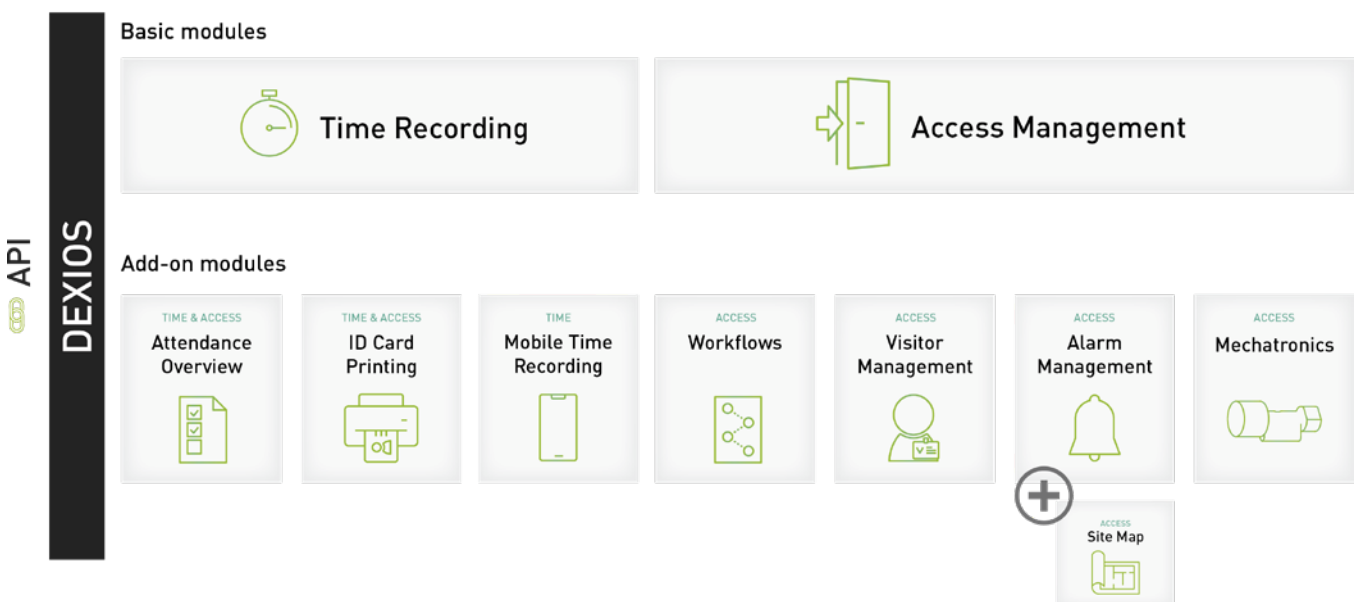 API
DEXIOS
Basic modules
Time Recording
Access Management
Add-on modules
TIME & ACCESS
Attendance
Overview
TIME & ACCESS
ID Card
Printing
TIME
Mobile Time
Recording
ACCESS
Workflows
ACCESS
Visitor
Management
ACCESS
Alarm
Management
ACCESS
Mechatronics
ACCESS
Site Map